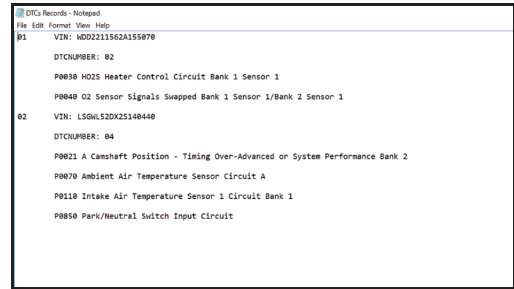 DTCs Records - Notepad
File Edit Format View Help
01 VIN: WDD2211562A155070
DTCNUMBER: 02
P0030 HO2S Heater Control Circuit Bank 1 Sensor 1
P0040 O2 Sensor Signals Swapped Bank 1 Sensor 1/Bank 2 Sensor 1
02 VIN: LSGWL52DX2S140440
DTCNUMBER: 04
P0021 A Camshaft Position - Timing Over-Advanced or System Performance Bank 2
P0070 Ambient Air Temperature Sensor Circuit A
P0110 Intake Air Temperature Sensor 1 Circuit Bank 1
P0850 Park/Neutral Switch Input Circuit